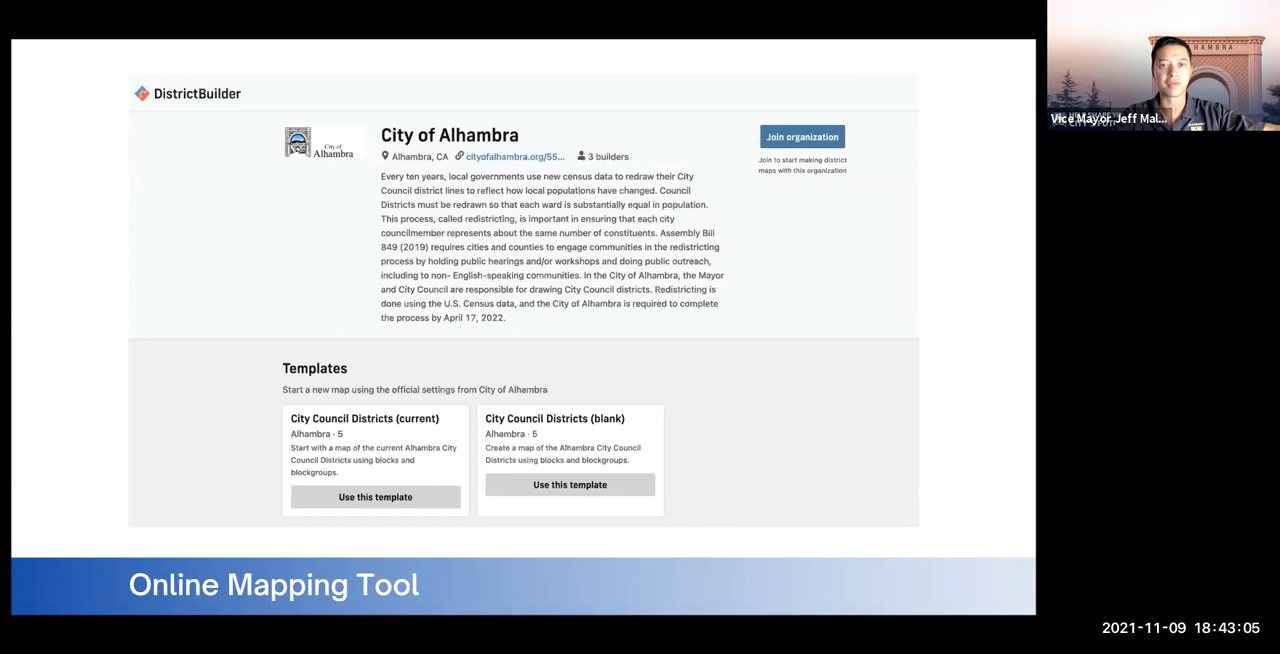 DistrictBuilder
City of Alhambra
City of
Alhambra
Alhambra, CA cityofalhambra.org/55... 3 builders
Every ten years, local governments use new census data to redraw their City
Council district lines to reflect how local populations have changed. Council
Districts must be redrawn so that each ward is substantially equal in population.
This process, called redistricting, is important in ensuring that each city
councilmember represents about the same number of constituents. Assembly Bill
849 (2019) requires cities and counties to engage communities in the redistricting
process by holding public hearings and/or workshops and doing public outreach,
including to non- English-speaking communities. In the City of Alhambra, the Mayor
and City Council are responsible for drawing City Council districts. Redistricting is
done using the U.S. Census data, and the City of Alhambra is required to complete
the process by April 17, 2022.
Join organization
Join to start making district
maps with this organization
Templates
Start a new map using the official settings from City of Alhambra
City Council Districts (current)
Alhambra · 5
Start with a map of the current Alhambra City
Council Districts using blocks and
blockgroups.
Use this template
City Council Districts (blank)
Alhambra · 5
Create a map of the Alhambra City Council
Districts using blocks and blockgroups.
Use this template
Online Mapping Tool
Vice Mayor Jeff Mal...
2021-11-09 18:43:05